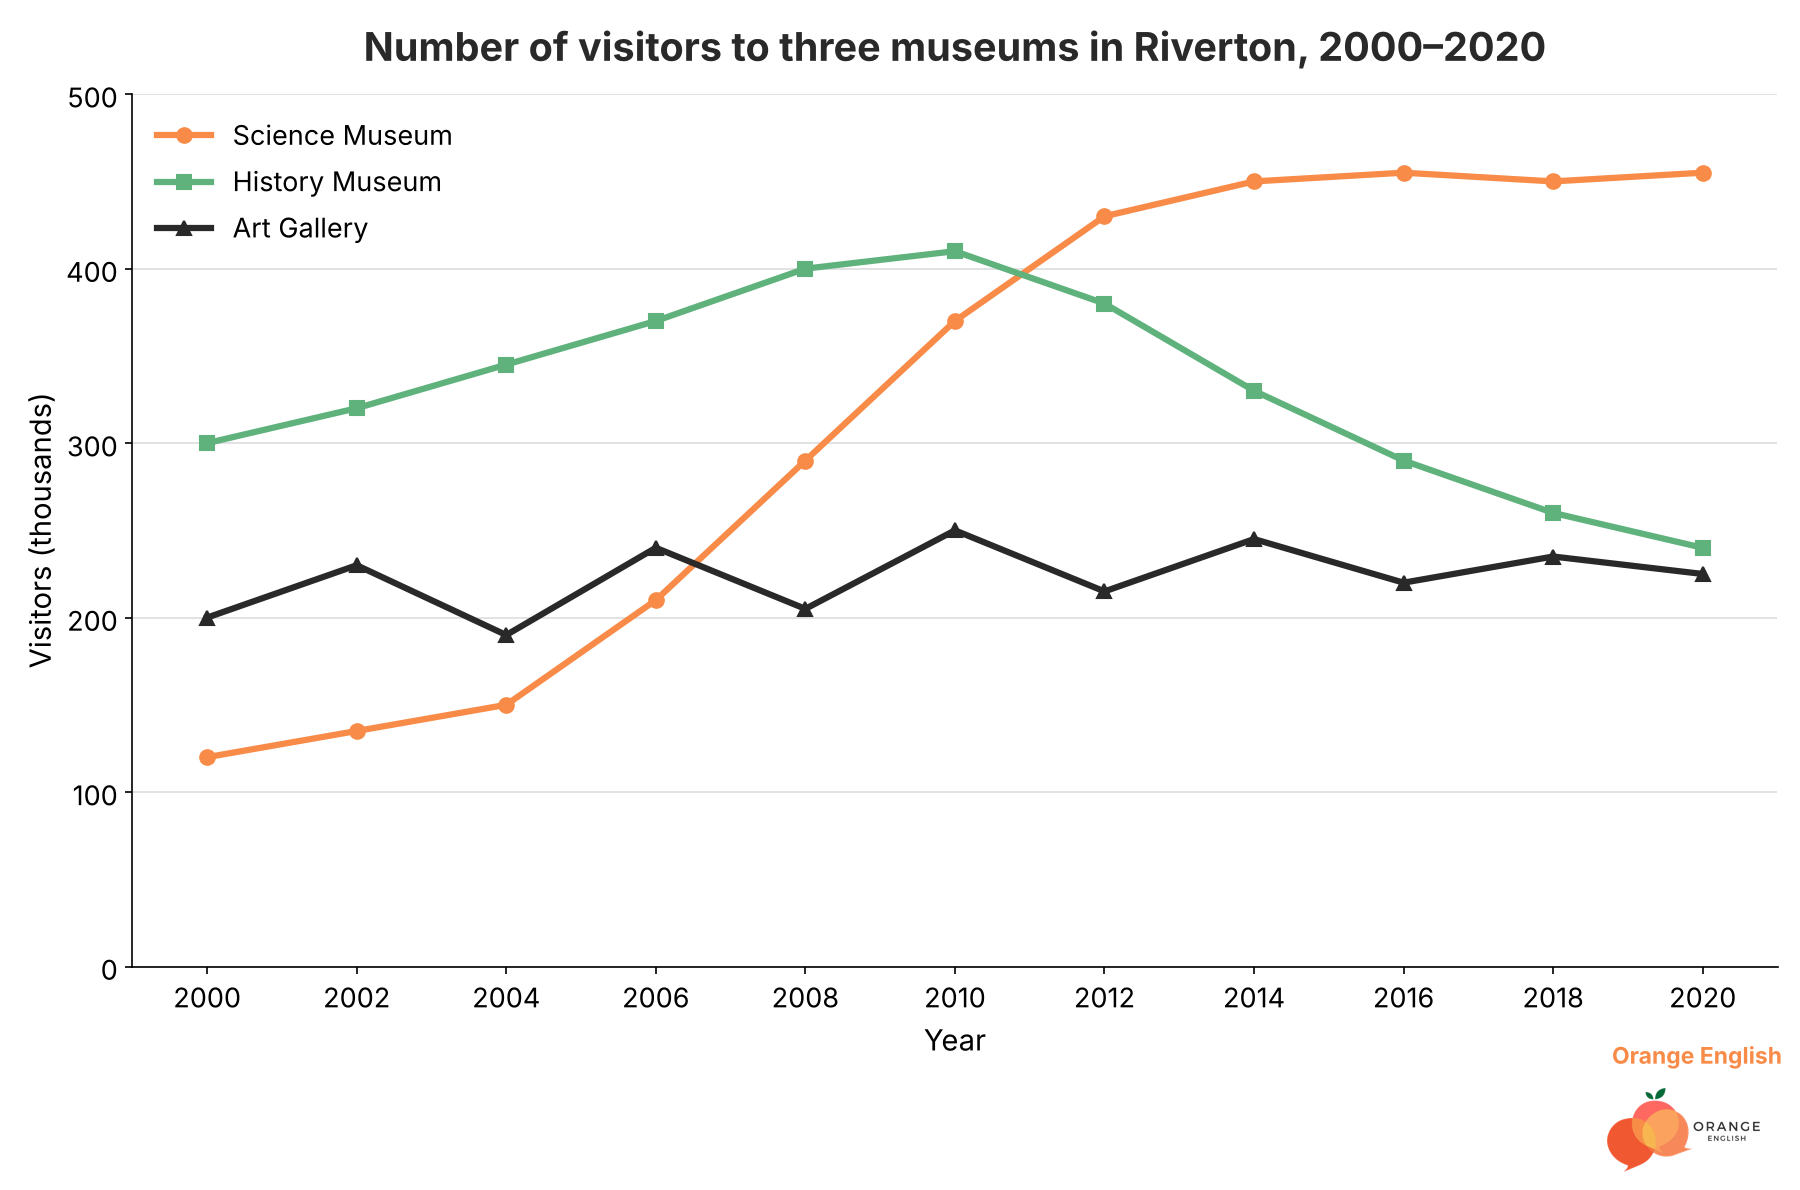 Number of visitors to three museums in Riverton, 2000–2020
500
Science Museum
History Museum
Art Gallery
400
300
200
100
0
Visitors (thousands)
2000 2002 2004 2006 2008 2010 2012 2014 2016 2018 2020
Year
Orange English
ORANGE
ENGLISH